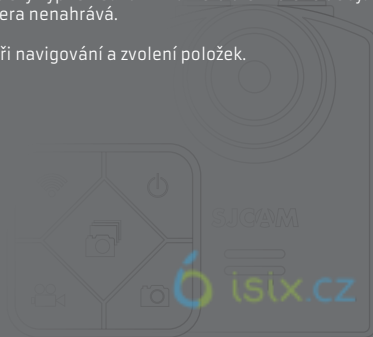 era nenahrává.
ři navigování a zvolení položek.
SJCAM
isix.cz